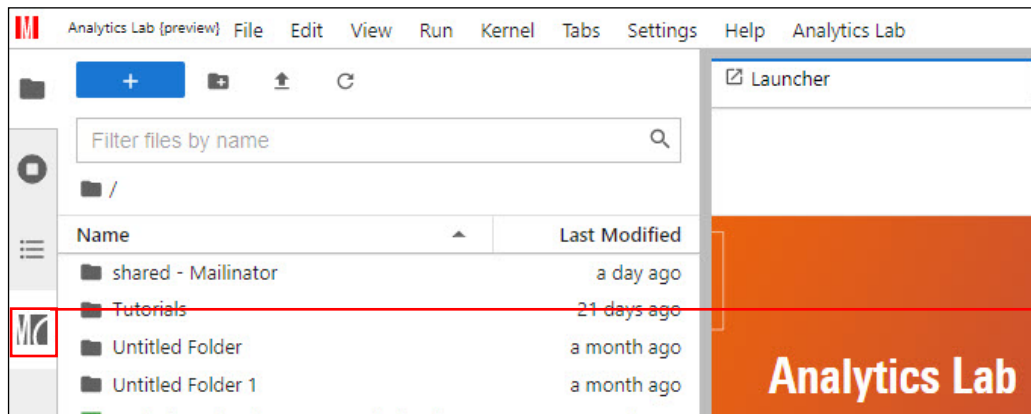 M Analytics Lab {preview} File Edit View Run Kernel Tabs Settings Help Analytics Lab
+
Launcher
Filter files by name
/
Name Last Modified
shared - Mailinator a day ago
Tutorials 21 days ago
Untitled Folder a month ago
Untitled Folder 1 a month ago
Analytics Lab